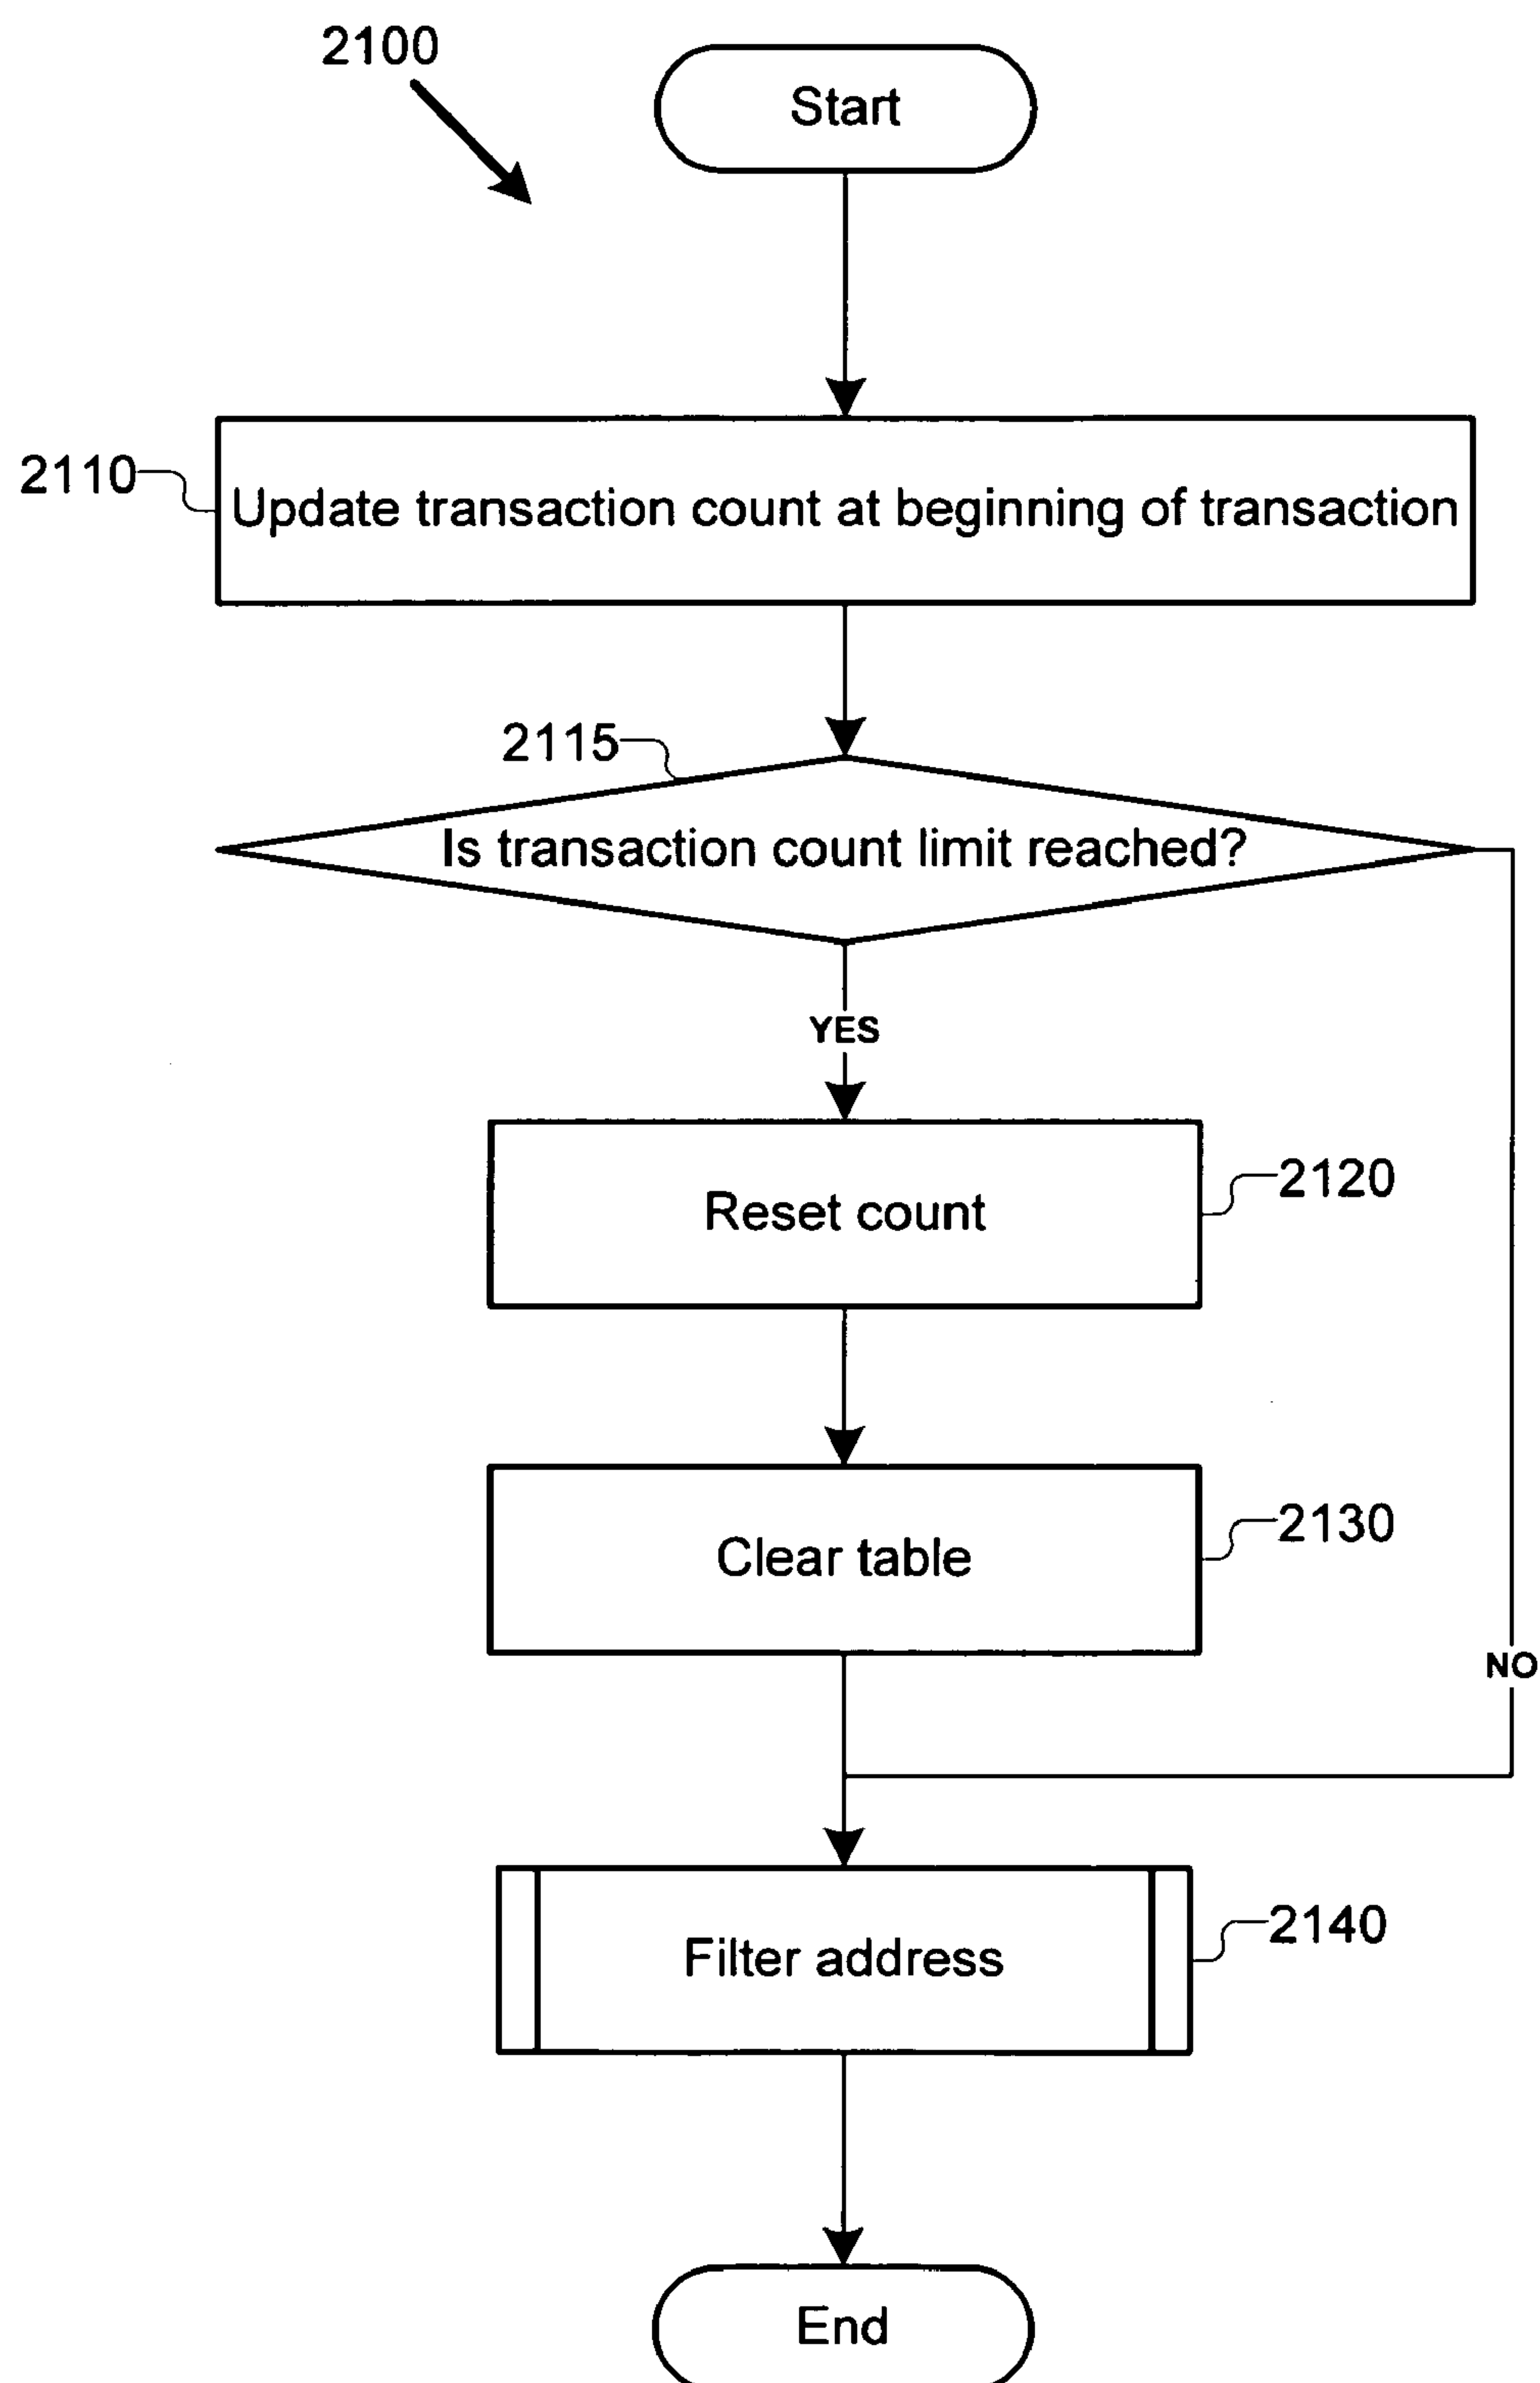 2100
Start
2110
Update transaction count at beginning of transaction
2115
Is transaction count limit reached?
YES
Reset count
2120
Clear table
2130
NO
Filter address
2140
End